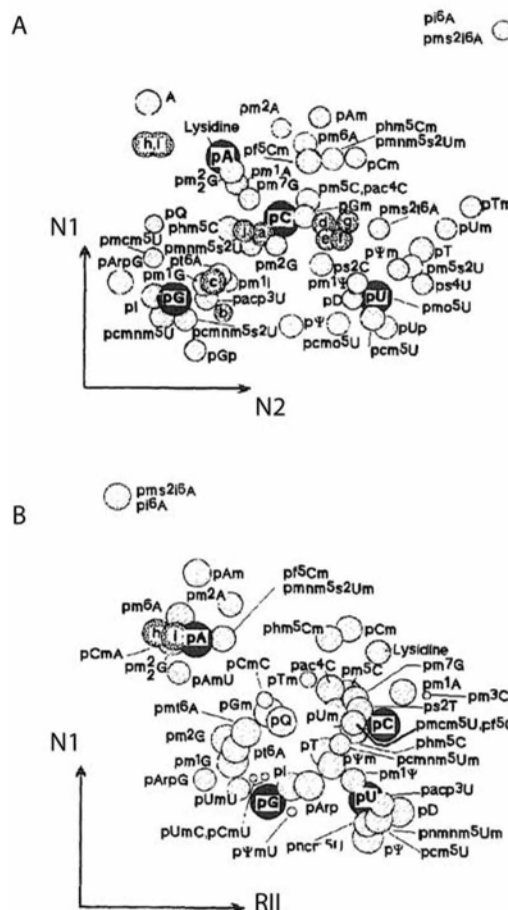 A
pi6A
pms2i6A
A
pm2A
pAm
h,i
Lysidine
pm6A
pmnm5s2Um
pf5Cm
pA
pCm
pm1A
pm22G
pm7G
pm5C,pac4C
pGm
pTm
N1
pQ
phm5C
pC
d
g
pms2i6A
pUm
pmcm5U
j
a
e
f
pΨm
pT
pmnm5s2U
pm2G
pArpG
pt6A
ps2C
pm5s2U
pm1G
c
pm1I
pm1Ψ
ps4U
pI
pG
pacp3U
pD
pU
pmo5U
b
pcmnm5U
pcmnm5s2U
pΨ
pUp
pcmo5U
pcm5U
pGp
N2
pms2i6A
pi6A
B
pAm
pf5Cm
pmnm5s2Um
pm2A
pm6A
h
i
pA
phm5Cm
pCm
pCmA
Lysidine
pm22G
pAmU
pCmC
pTm
pac4C
pm5C
pm7G
pm1A
pm3C
pGm
pmt6A
pQ
pUm
ps2T
pC
N1
pm2G
pmcm5U,pf5C
pt6A
pT
phm5C
pm1G
pΨm
pcmnm5Um
pArpG
pI
pm1Ψ
pUmU
pG
pArp
pU
pacp3U
pD
pUmC,pCmU
pΨmU
pnmnm5Um
pΨ
pcm5U
RII